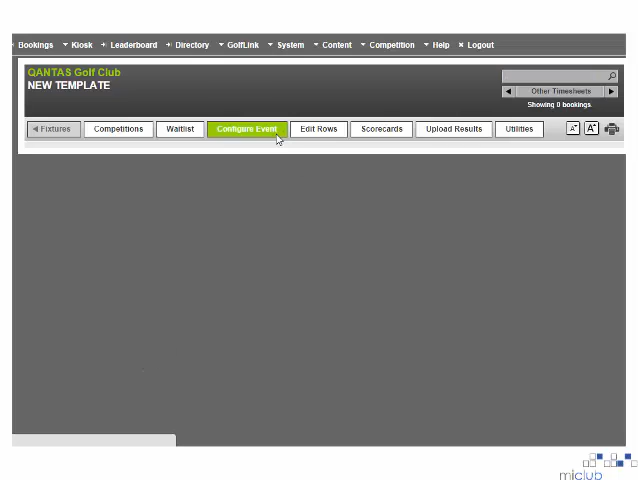 Bookings Kiosk Leaderboard Directory GolfLink System Content Competition Help Logout
QANTAS Golf Club
NEW TEMPLATE
Other Timesheets
Showing 0 bookings.
Fixtures Competitions Waitlist Configure Event Edit Rows Scorecards Upload Results Utilities A A
miclub